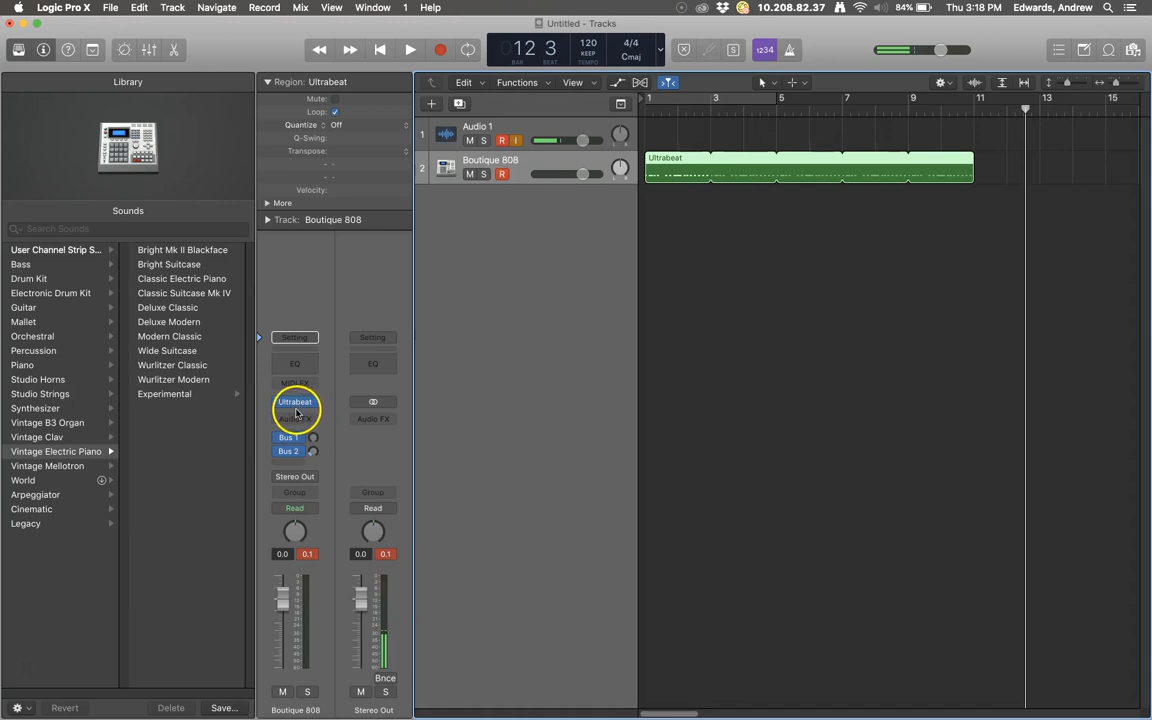 Logic Pro X File Edit Track Navigate Record Mix View Window 1 Help 10.208.82.37 84% Thu 3:18 PM Edwards, Andrew
Untitled - Tracks
12 3 120 4/4
BAR BEAT KEEP TEMPO Cmaj
1234
Library
Region: Ultrabeat
Edit Functions View
Mute:
Loop:
Quantize Off
Q-Swing:
Transpose:
Velocity:
More
Track: Boutique 808
1 3 5 7 9 11 13 15
1 Audio 1
M S R I
2 Boutique 808
M S R
Ultrabeat
Sounds
Search Sounds
User Channel Strip S...
Bass
Drum Kit
Electronic Drum Kit
Guitar
Mallet
Orchestral
Percussion
Piano
Studio Horns
Studio Strings
Synthesizer
Vintage B3 Organ
Vintage Clav
Vintage Electric Piano
Vintage Mellotron
World
Arpeggiator
Cinematic
Legacy
Bright Mk II Blackface
Bright Suitcase
Classic Electric Piano
Classic Suitcase Mk IV
Deluxe Classic
Deluxe Modern
Modern Classic
Wide Suitcase
Wurlitzer Classic
Wurlitzer Modern
Experimental
Setting Setting
EQ EQ
MIDI FX
Ultrabeat
Audio FX Audio FX
Bus 1
Bus 2
Stereo Out
Group Group
Read Read
0.0 0.1 0.0 0.1
Bnce
M S M S
Boutique 808 Stereo Out
Revert Delete Save...